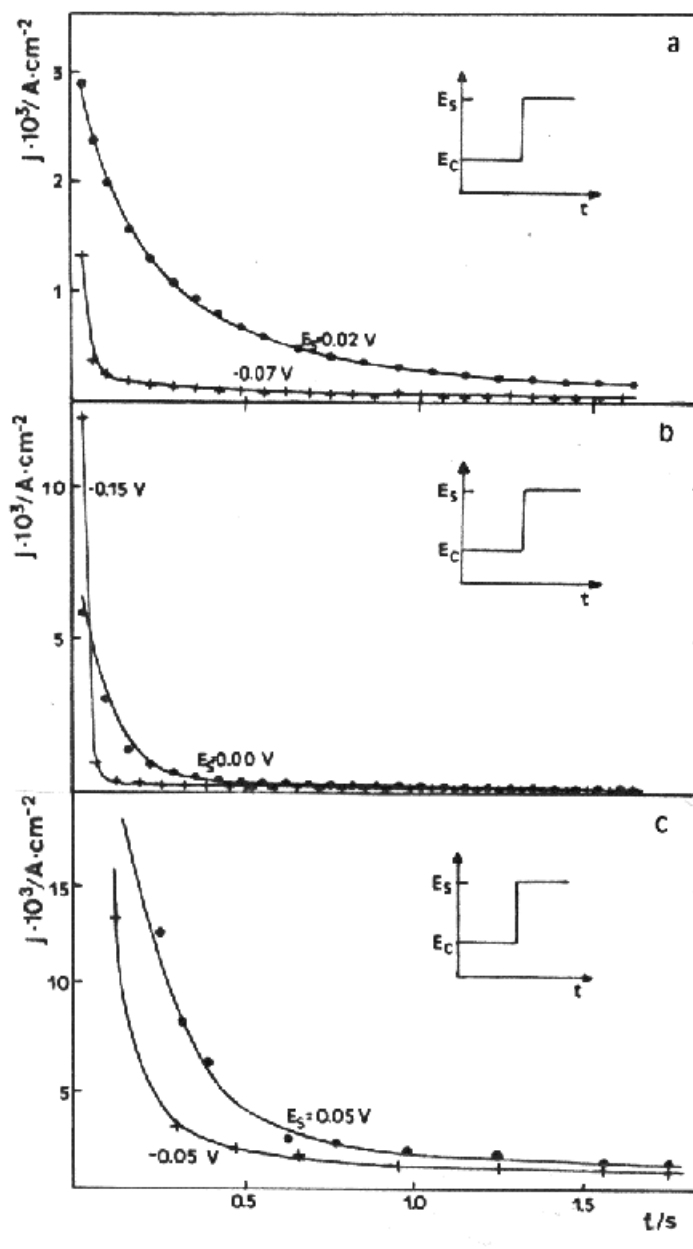 a
j·10³/A·cm⁻²
3
2
1
E_S
E_C
t
E_S=0.02 V
-0.07 V
b
j·10³/A·cm⁻²
10
5
-0.15 V
E_S
E_C
t
E_S=0.00 V
c
j·10³/A·cm⁻²
15
10
5
E_S
E_C
t
E_S=0.05 V
-0.05 V
0.5
1.0
1.5
t/s